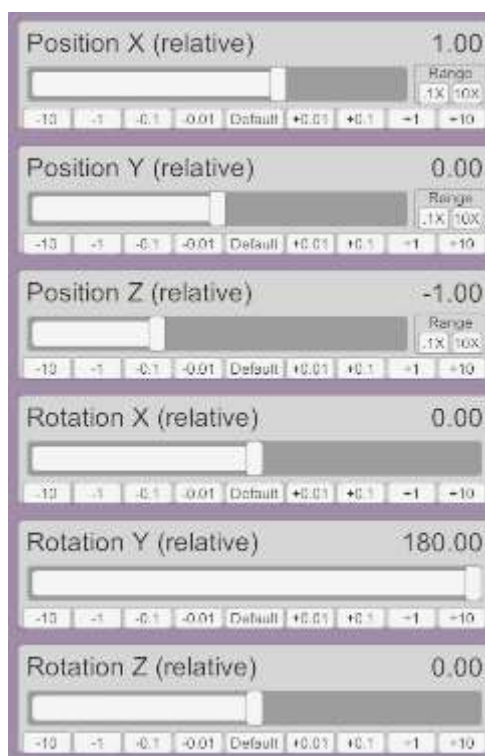 Position X (relative) 1.00
Range
.1X 10X
-10 -1 -0.1 -0.01 Default +0.01 +0.1 +1 +10
Position Y (relative) 0.00
Range
.1X 10X
-10 -1 -0.1 -0.01 Default +0.01 +0.1 +1 +10
Position Z (relative) -1.00
Range
.1X 10X
-10 -1 -0.1 -0.01 Default +0.01 +0.1 +1 +10
Rotation X (relative) 0.00
-10 -1 -0.1 -0.01 Default +0.01 +0.1 +1 +10
Rotation Y (relative) 180.00
-10 -1 -0.1 -0.01 Default +0.01 +0.1 +1 +10
Rotation Z (relative) 0.00
-10 -1 -0.1 -0.01 Default +0.01 +0.1 +1 +10